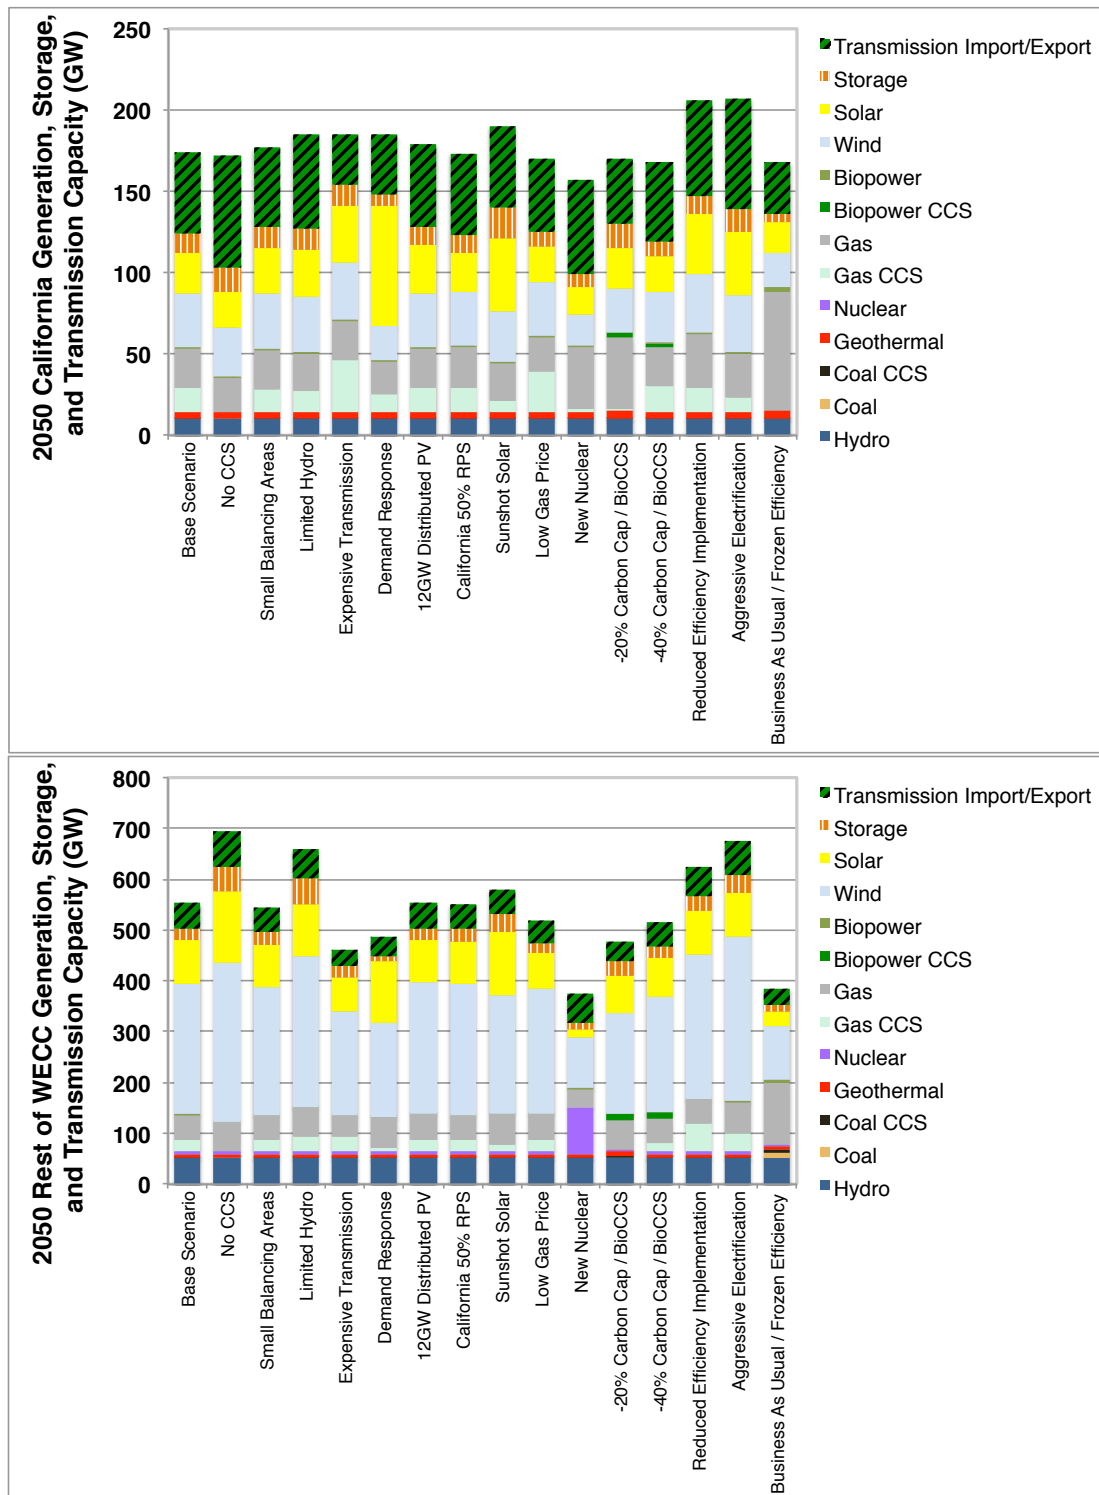 2050 California Generation, Storage,
and Transmission Capacity (GW)
250
200
150
100
50
0
Base Scenario
No CCS
Small Balancing Areas
Limited Hydro
Expensive Transmission
Demand Response
12GW Distributed PV
California 50% RPS
Sunshot Solar
Low Gas Price
New Nuclear
-20% Carbon Cap / BioCCS
-40% Carbon Cap / BioCCS
Reduced Efficiency Implementation
Aggressive Electrification
Business As Usual / Frozen Efficiency
Transmission Import/Export
Storage
Solar
Wind
Biopower
Biopower CCS
Gas
Gas CCS
Nuclear
Geothermal
Coal CCS
Coal
Hydro
2050 Rest of WECC Generation, Storage,
and Transmission Capacity (GW)
800
700
600
500
400
300
200
100
0
Base Scenario
No CCS
Small Balancing Areas
Limited Hydro
Expensive Transmission
Demand Response
12GW Distributed PV
California 50% RPS
Sunshot Solar
Low Gas Price
New Nuclear
-20% Carbon Cap / BioCCS
-40% Carbon Cap / BioCCS
Reduced Efficiency Implementation
Aggressive Electrification
Business As Usual / Frozen Efficiency
Transmission Import/Export
Storage
Solar
Wind
Biopower
Biopower CCS
Gas
Gas CCS
Nuclear
Geothermal
Coal CCS
Coal
Hydro